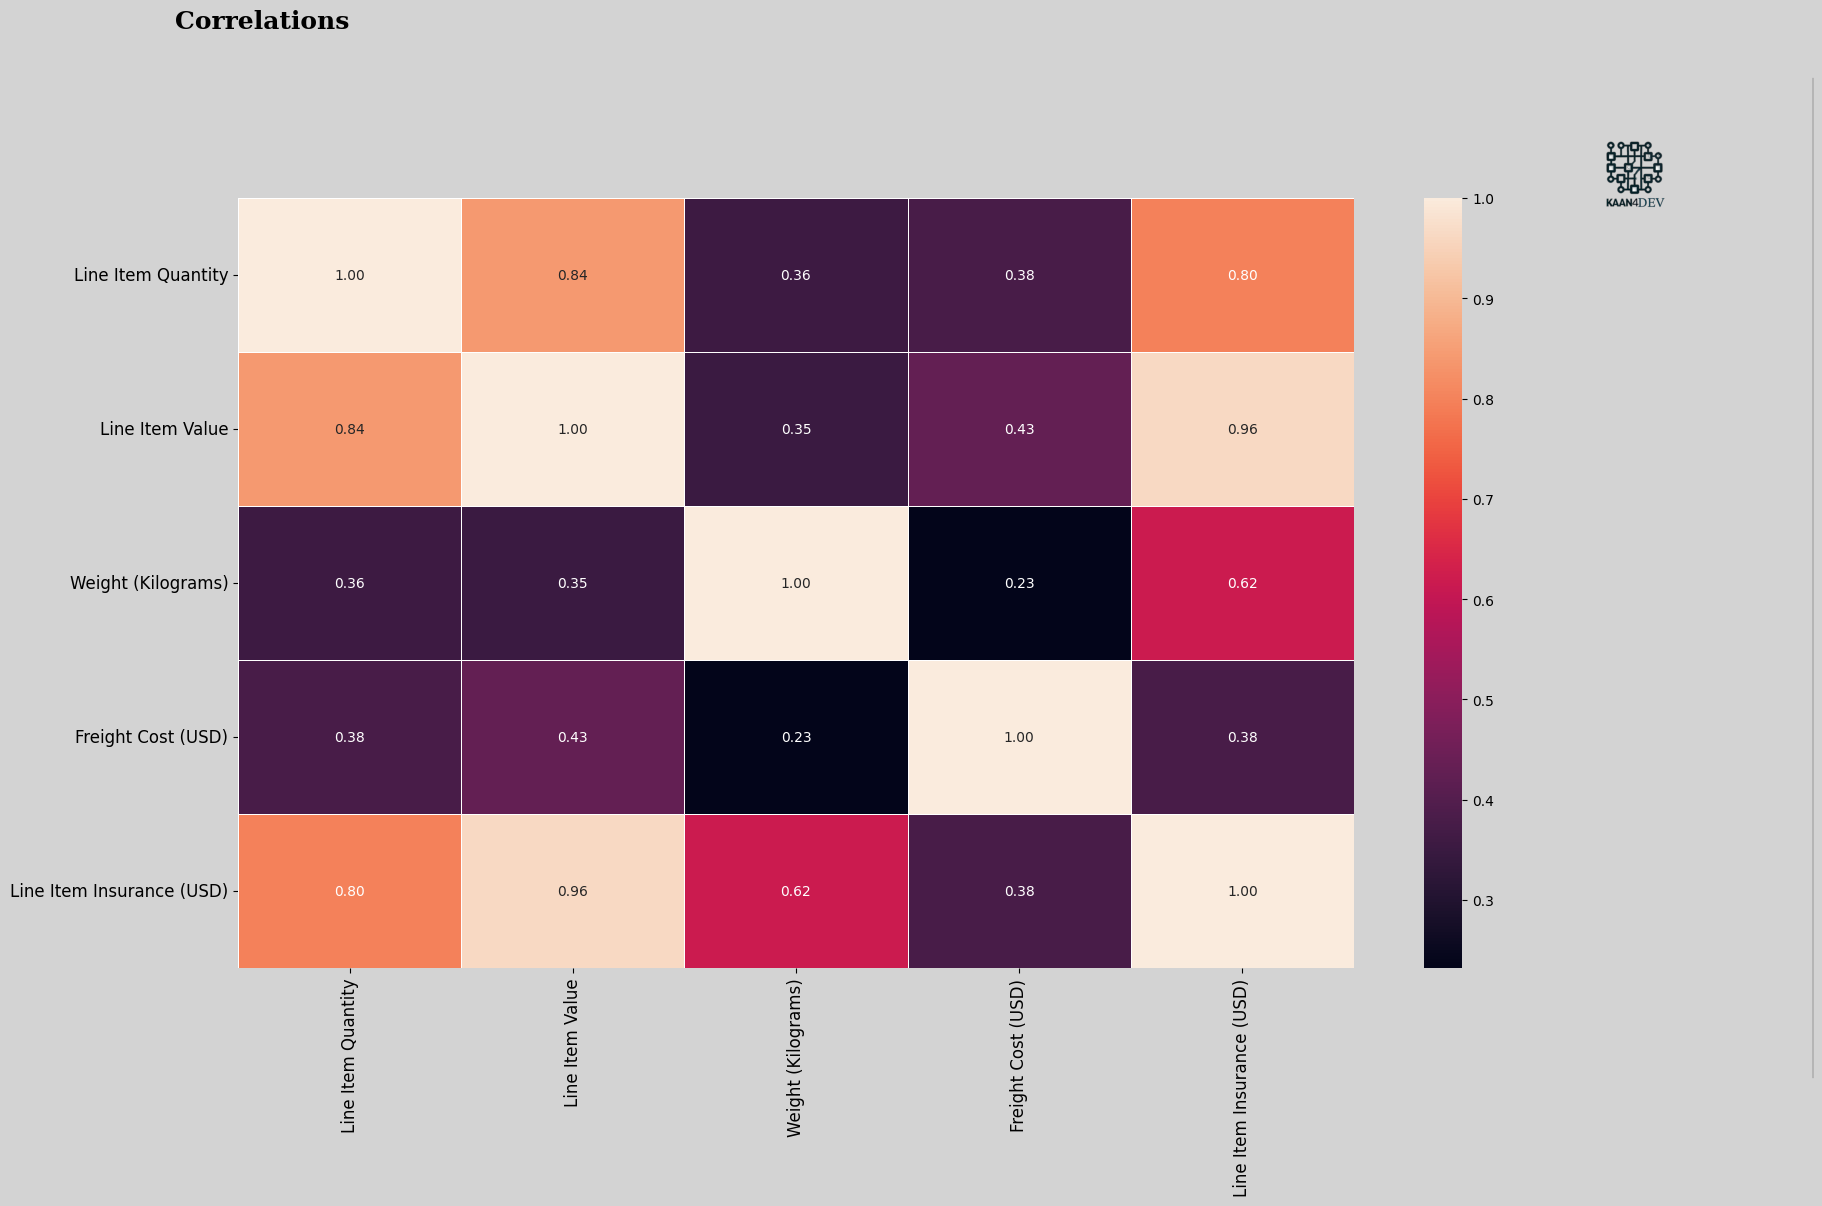 Correlations
KAAN4DEV
1.0
0.9
0.8
0.7
0.6
0.5
0.4
0.3
Line Item Quantity 1.00 0.84 0.36 0.38 0.80
Line Item Value 0.84 1.00 0.35 0.43 0.96
Weight (Kilograms) 0.36 0.35 1.00 0.23 0.62
Freight Cost (USD) 0.38 0.43 0.23 1.00 0.38
Line Item Insurance (USD) 0.80 0.96 0.62 0.38 1.00
Line Item Quantity
Line Item Value
Weight (Kilograms)
Freight Cost (USD)
Line Item Insurance (USD)